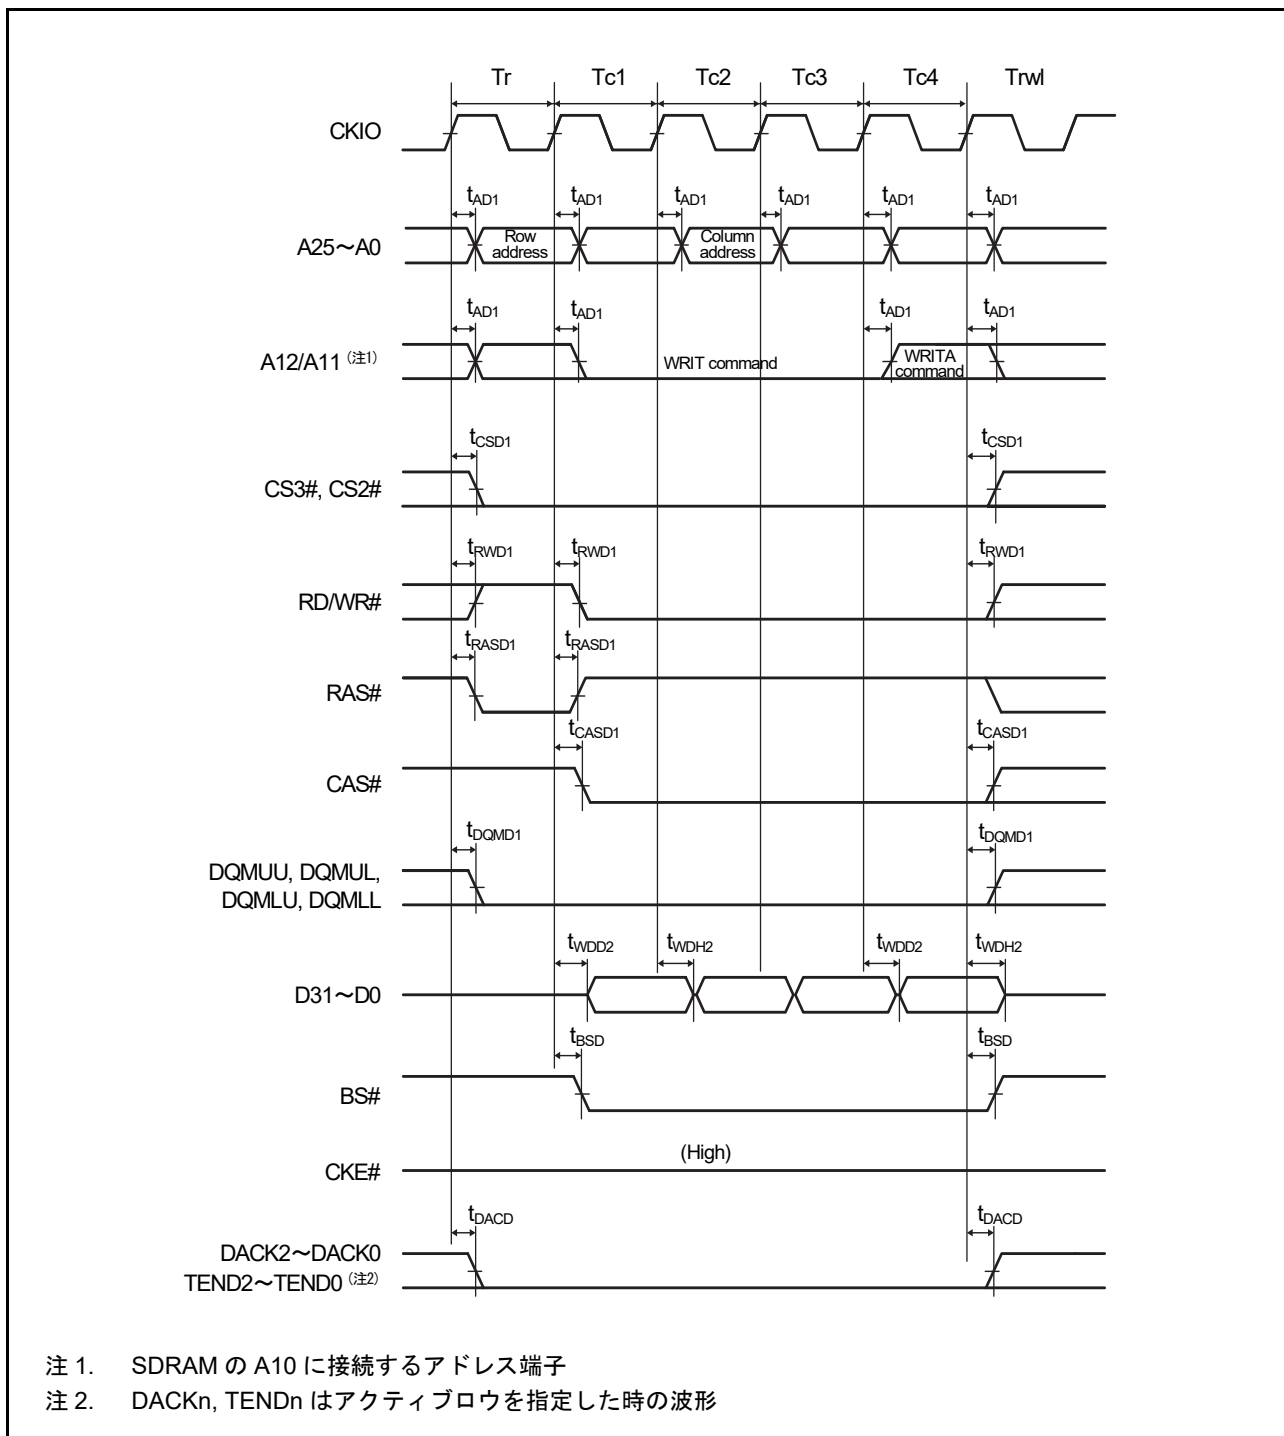 Tr Tc1 Tc2 Tc3 Tc4 Trwl
CKIO
tAD1 tAD1 tAD1 tAD1 tAD1 tAD1
A25～A0 Row address Column address
tAD1 tAD1 tAD1 tAD1
A12/A11 (注1) WRIT command WRITA command
tCSD1 tCSD1
CS3#, CS2#
tRWD1 tRWD1 tRWD1
RD/WR#
tRASD1 tRASD1
RAS#
tCASD1 tCASD1
CAS#
tDQMD1 tDQMD1
DQMUU, DQMUL,
DQMLU, DQMLL
tWDD2 tWDH2 tWDD2 tWDH2
D31～D0
tBSD tBSD
BS#
(High)
CKE#
tDACD tDACD
DACK2～DACK0
TEND2～TEND0 (注2)
注 1. SDRAM の A10 に接続するアドレス端子
注 2. DACKn, TENDn はアクティブロウを指定した時の波形